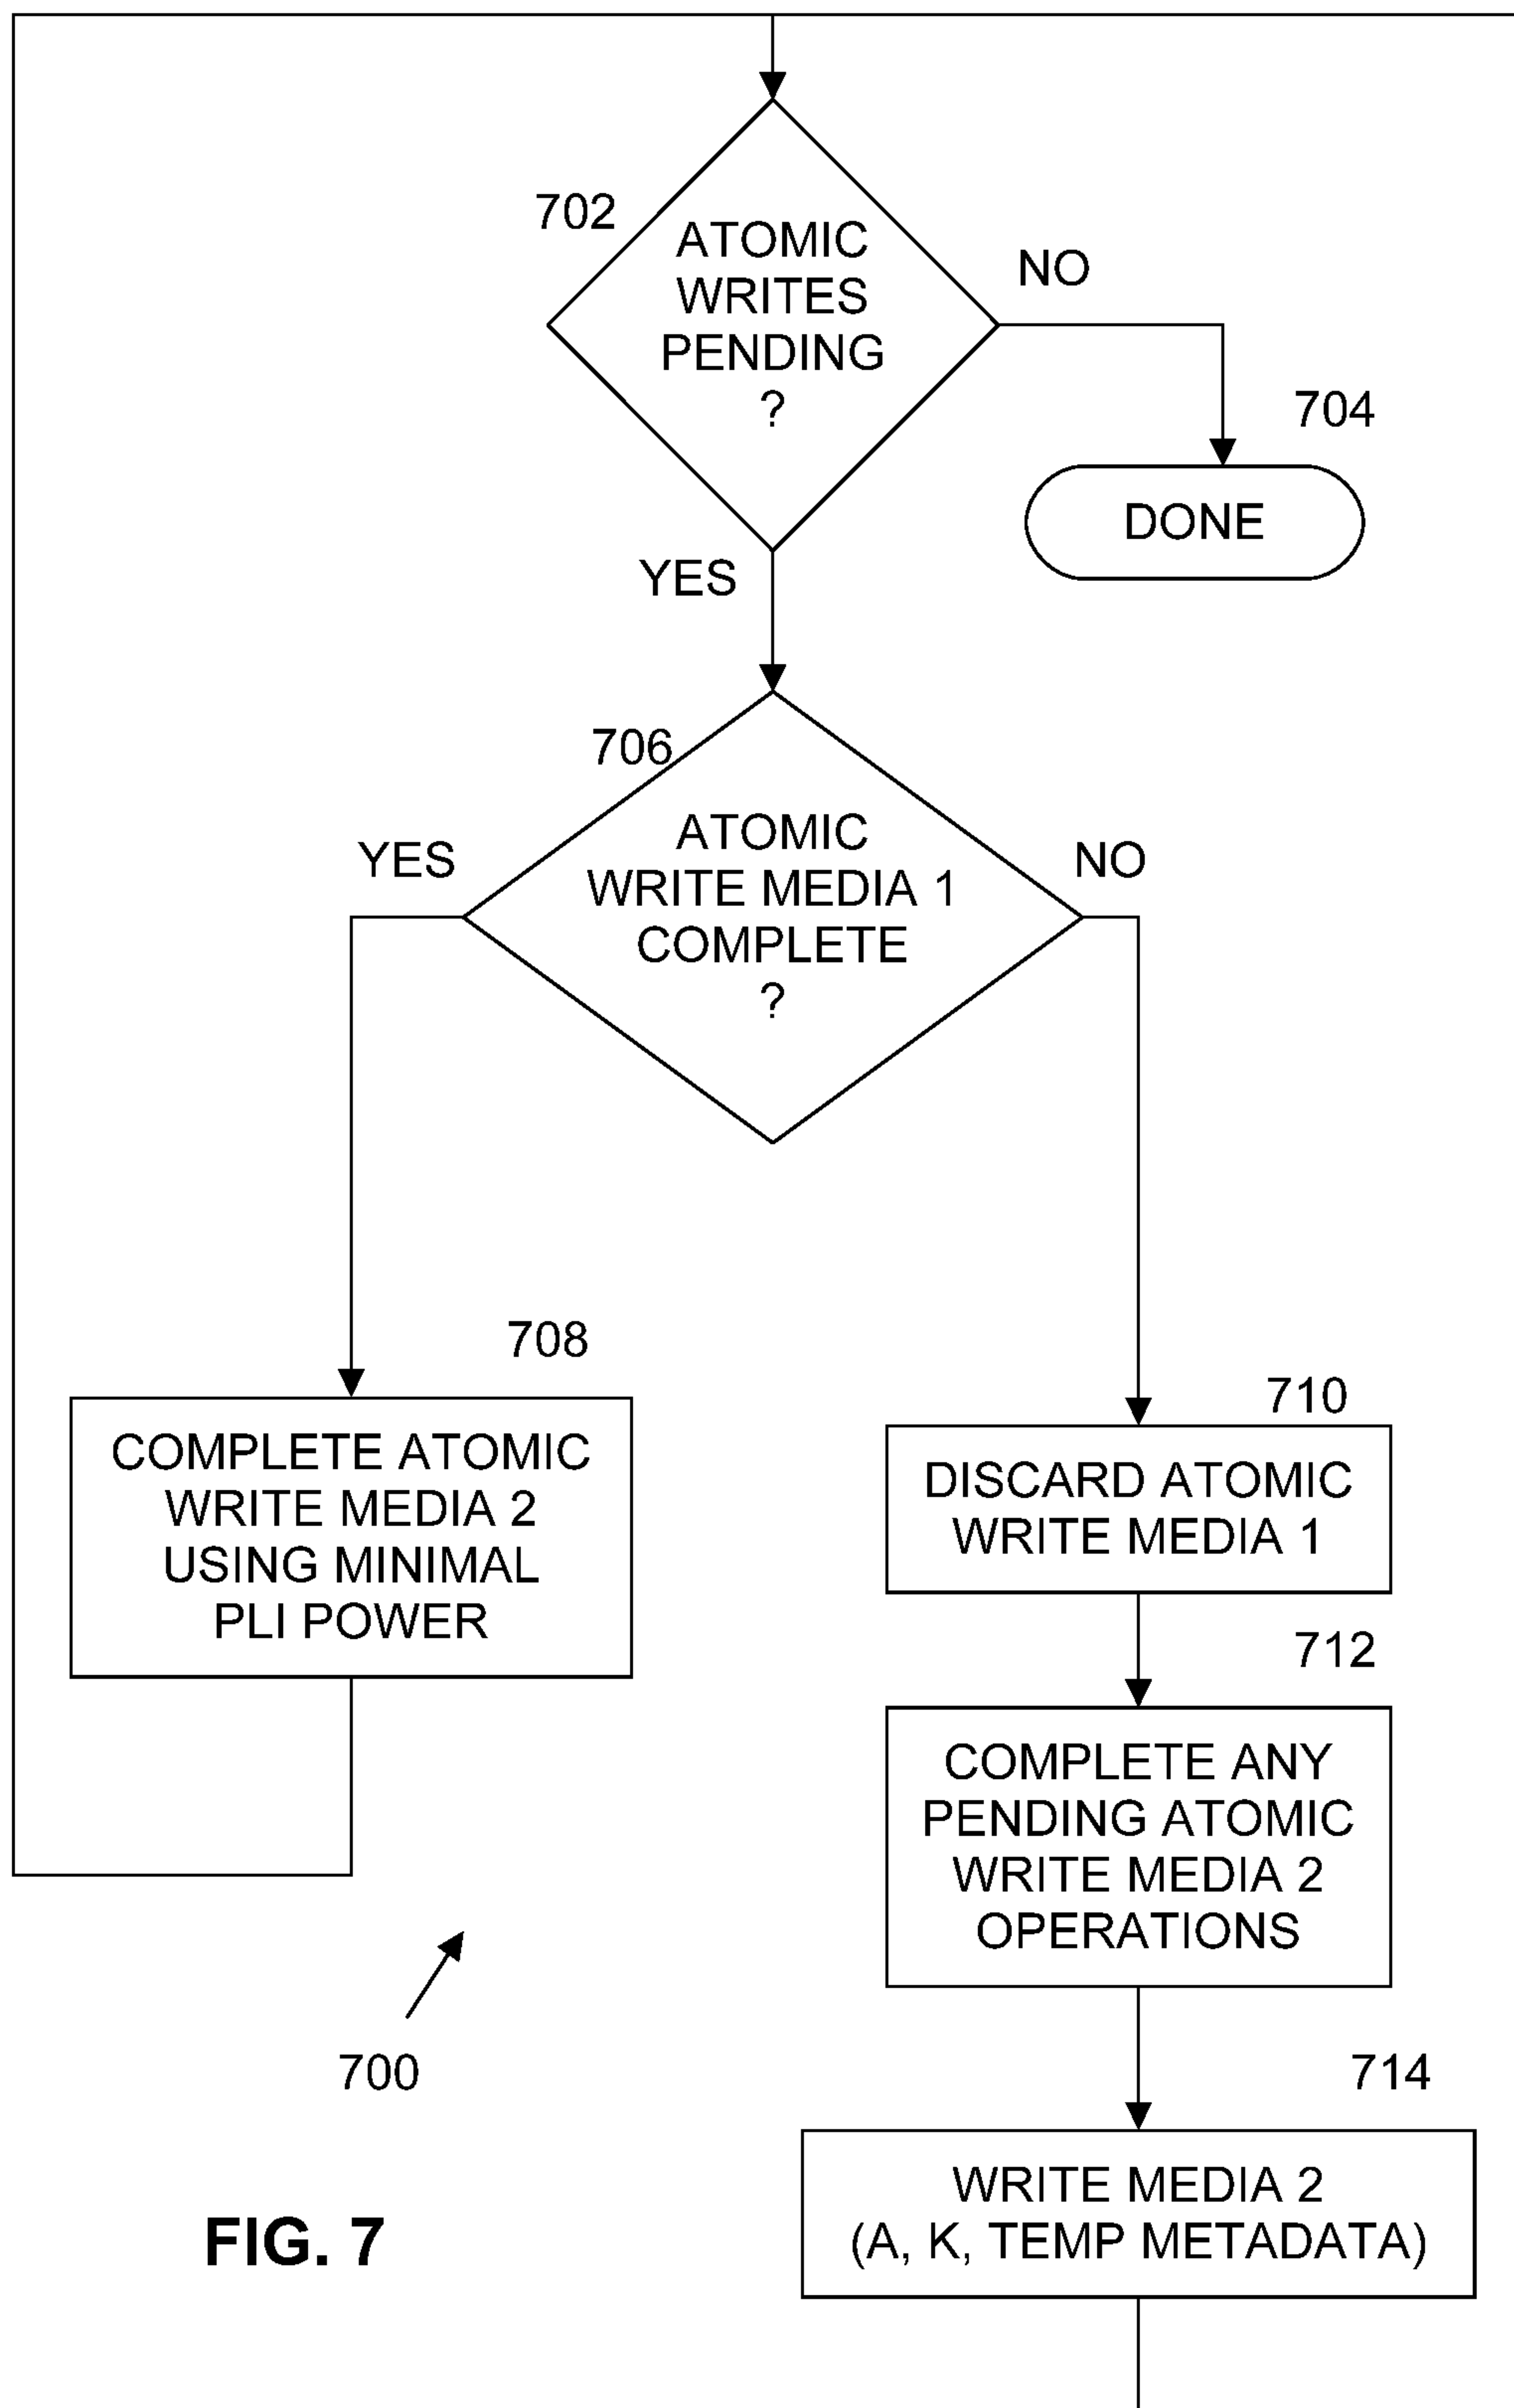 702
ATOMIC
WRITES
PENDING
?
NO
704
DONE
YES
706
ATOMIC
WRITE MEDIA 1
COMPLETE
?
YES
NO
708
COMPLETE ATOMIC
WRITE MEDIA 2
USING MINIMAL
PLI POWER
710
DISCARD ATOMIC
WRITE MEDIA 1
712
COMPLETE ANY
PENDING ATOMIC
WRITE MEDIA 2
OPERATIONS
700
714
WRITE MEDIA 2
(A, K, TEMP METADATA)
FIG. 7